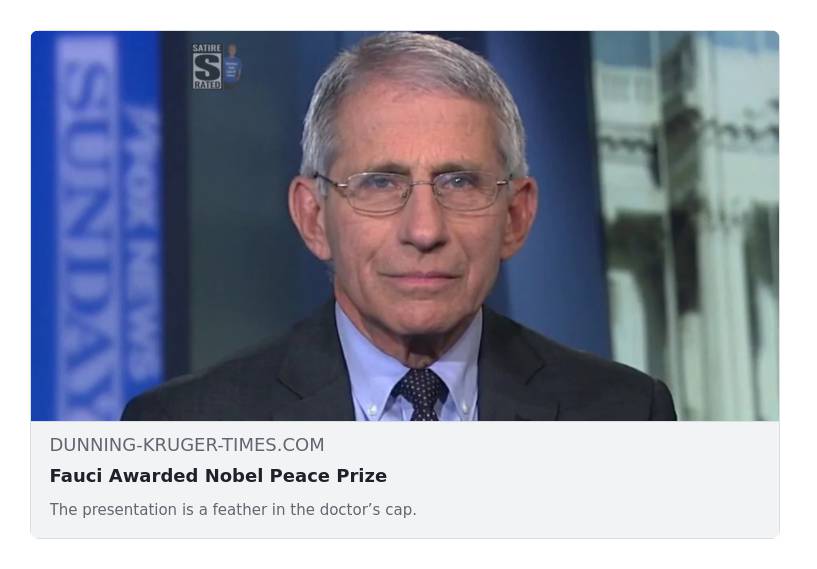 SATIRE
S
RATED
SUNDAY
FOX NEWS
DUNNING-KRUGER-TIMES.COM
Fauci Awarded Nobel Peace Prize
The presentation is a feather in the doctor’s cap.